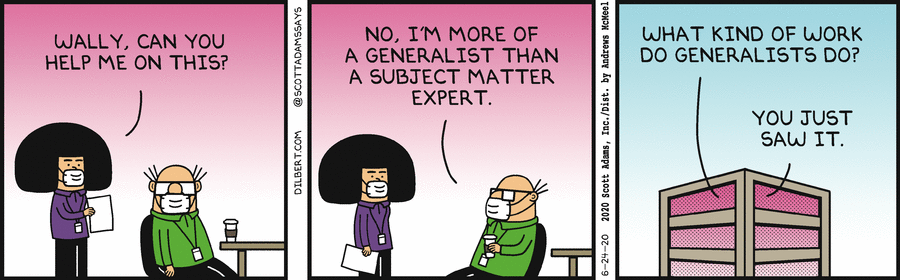 WALLY, CAN YOU
HELP ME ON THIS?
DILBERT.COM @SCOTTADAMSSAYS
NO, I'M MORE OF
A GENERALIST THAN
A SUBJECT MATTER
EXPERT.
6-24-20 2020 Scott Adams, Inc./Dist. by Andrews McMeel
WHAT KIND OF WORK
DO GENERALISTS DO?
YOU JUST
SAW IT.